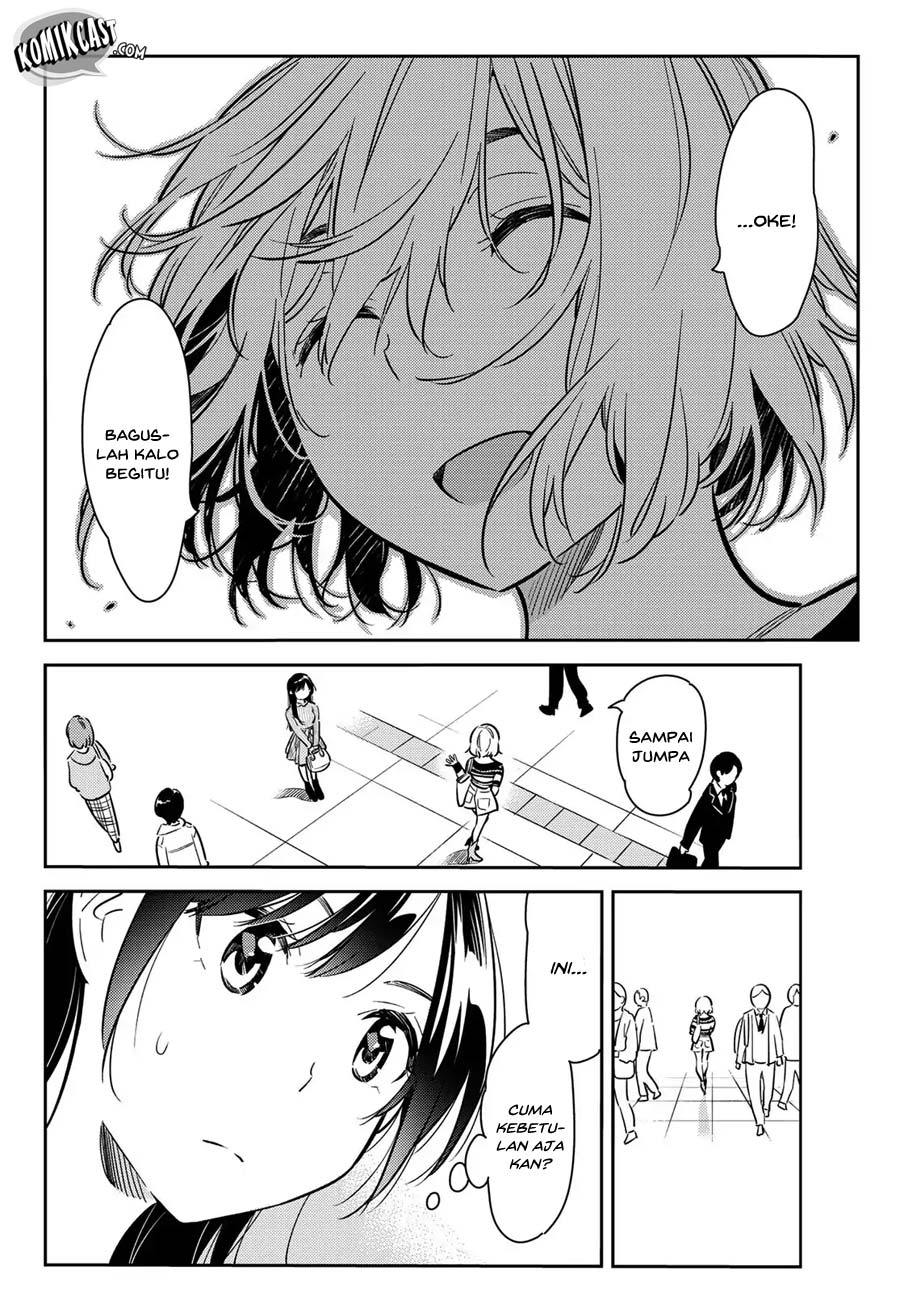 KOMIKCAST
.COM
...OKE!
BAGUS-
LAH KALO
BEGITU!
SAMPAI
JUMPA
INI...
CUMA
KEBETU-
LAN AJA
KAN?